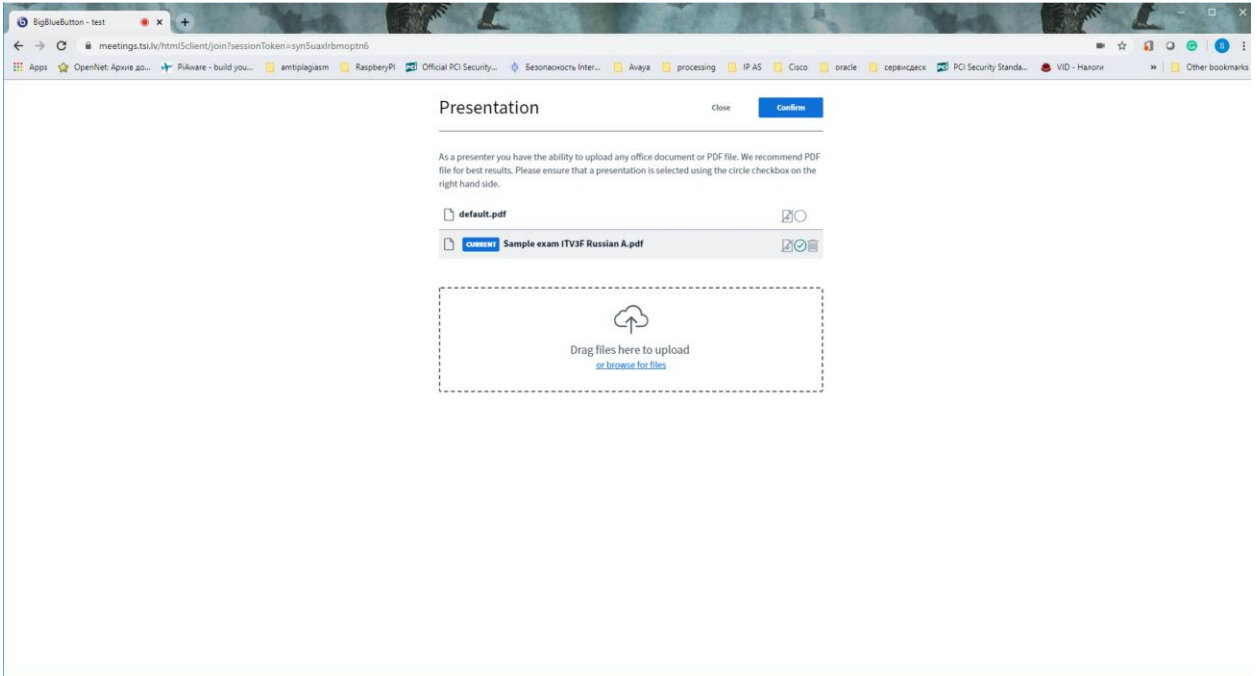 BigBlueButton - test
meetings.tsi.lv/html5client/join?sessionToken=syn5uaxlrbmoptn6
Apps OpenNet: Архив до... PiAware - build you... amtiplagiasm RaspberyPI Official PCI Security... Безопасность Inter... Avaya processing IP AS Cisco oracle сервисдеск PCI Security Standa... VID - Налоги » Other bookmarks
Presentation Close Confirm
As a presenter you have the ability to upload any office document or PDF file. We recommend PDF
file for best results. Please ensure that a presentation is selected using the circle checkbox on the
right hand side.
default.pdf
CURRENT Sample exam ITV3F Russian A.pdf
Drag files here to upload
or browse for files